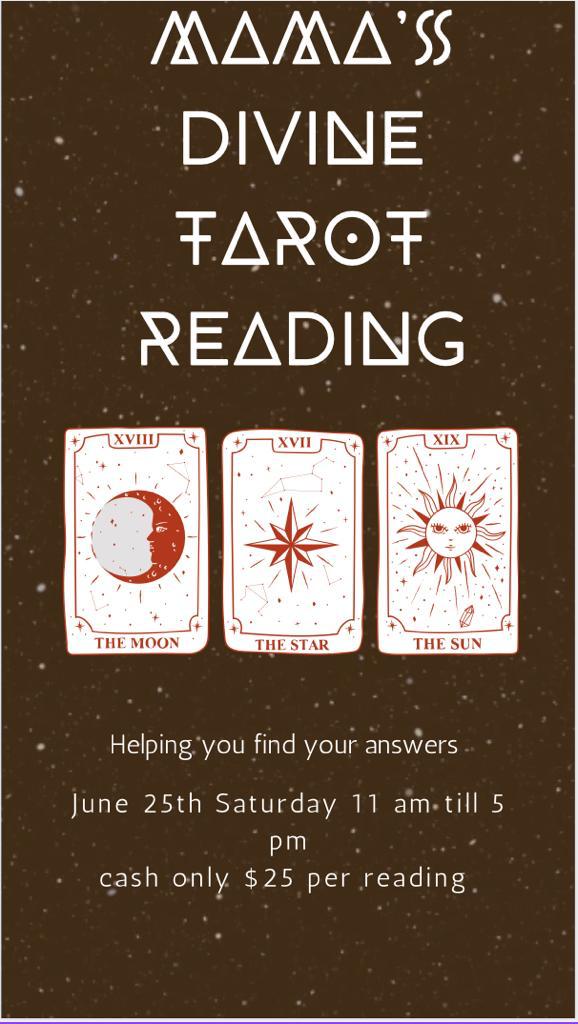 MAMA'SS
DIVINE
TAROT
READING
XVIII
THE MOON
XVII
THE STAR
XIX
THE SUN
Helping you find your answers
June 25th Saturday 11 am till 5
pm
cash only $25 per reading